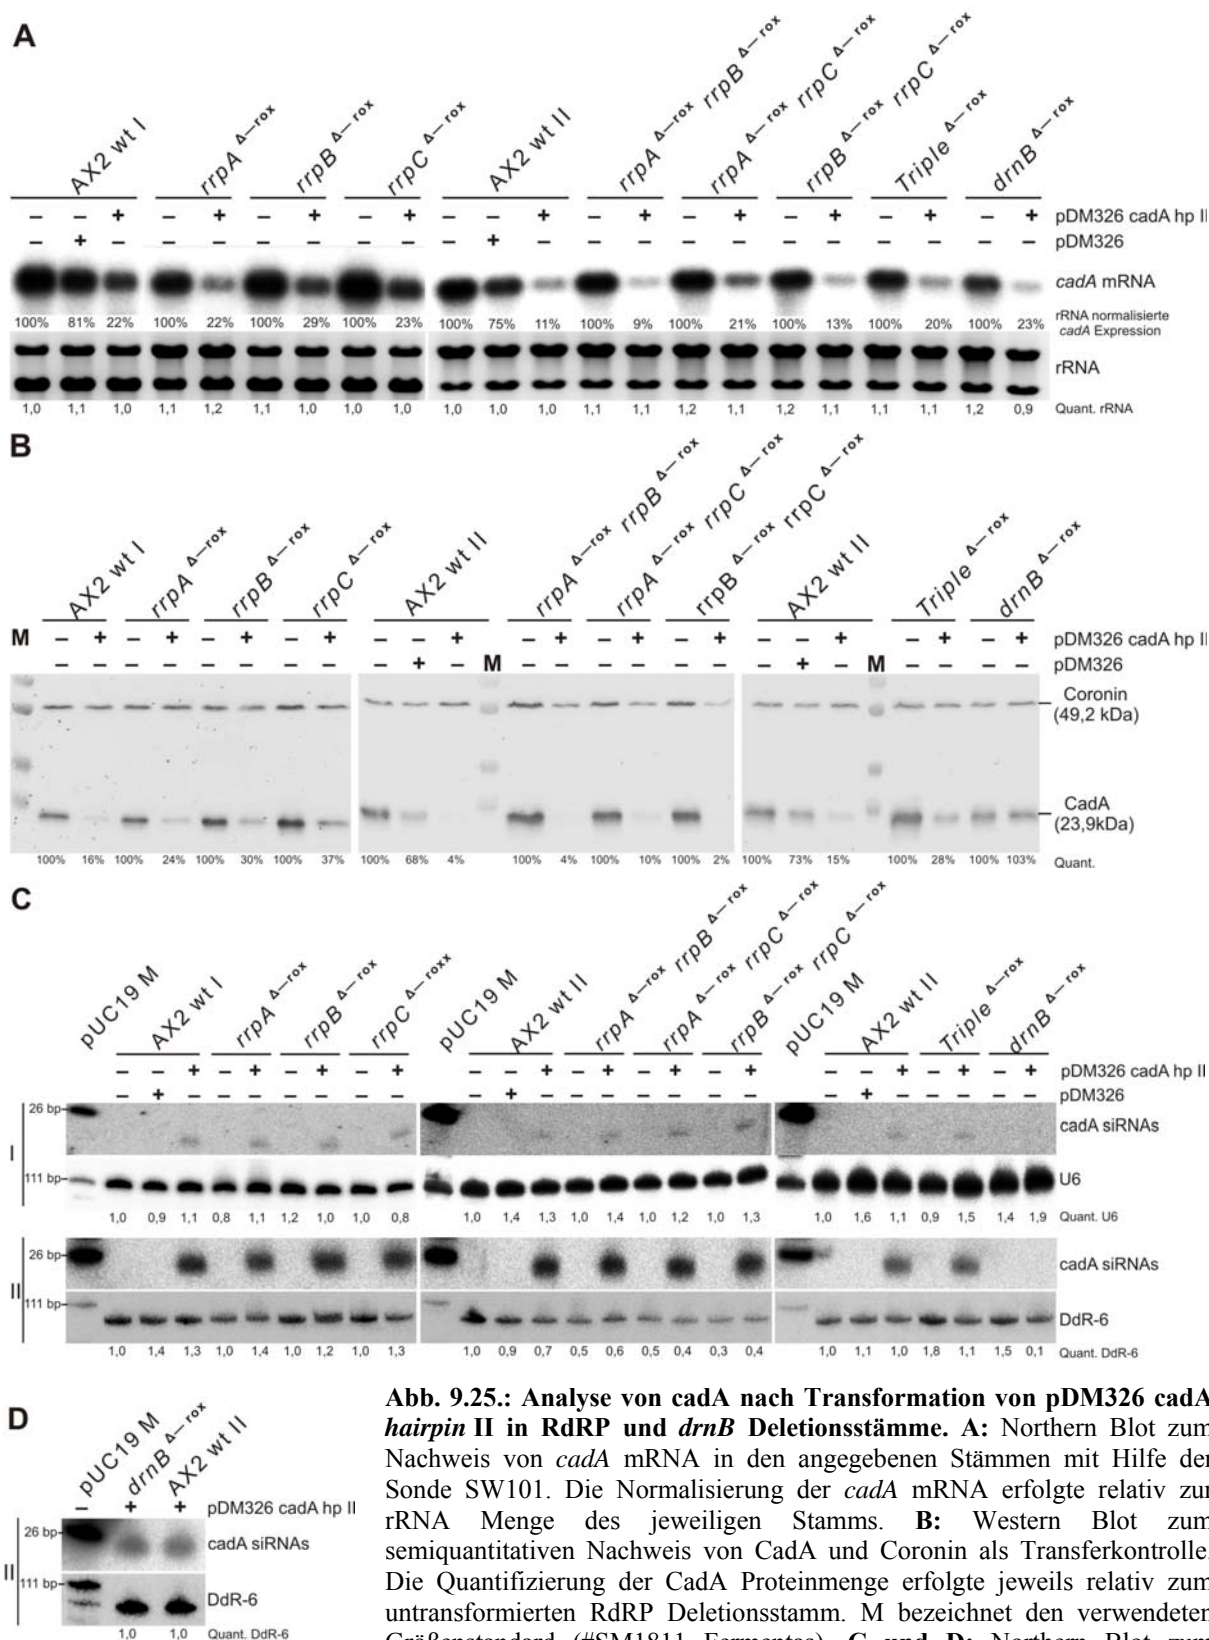 A
AX2 wt I rrpA Δ—rox rrpB Δ—rox rrpC Δ—rox AX2 wt II rrpA Δ—rox rrpB Δ—rox rrpA Δ—rox rrpC Δ—rox rrpB Δ—rox rrpC Δ—rox Triple Δ—rox drnB Δ—rox
– – + – + – + – + – – + – + – + – + – + – + pDM326 cadA hp II
– + – – – – – – – – + – – – – – – – – – – – pDM326
cadA mRNA
100% 81% 22% 100% 22% 100% 29% 100% 23% 100% 75% 11% 100% 9% 100% 21% 100% 13% 100% 20% 100% 23% rRNA normalisierte
cadA Expression
rRNA
1,0 1,1 1,0 1,1 1,2 1,1 1,0 1,0 1,0 1,0 1,0 1,0 1,1 1,1 1,2 1,1 1,2 1,1 1,1 1,1 1,2 0,9 Quant. rRNA
B
AX2 wt I rrpA Δ—rox rrpB Δ—rox rrpC Δ—rox AX2 wt II rrpA Δ—rox rrpB Δ—rox rrpA Δ—rox rrpC Δ—rox rrpB Δ—rox rrpC Δ—rox AX2 wt II Triple Δ—rox drnB Δ—rox
M – + – + – + – + – – + – + – + – + – – + – + – + pDM326 cadA hp II
– – – – – – – – – + – M – – – – – – – + – M – – – – pDM326
Coronin
(49,2 kDa)
CadA
(23,9kDa)
100% 16% 100% 24% 100% 30% 100% 37% 100% 68% 4% 100% 4% 100% 10% 100% 2% 100% 73% 15% 100% 28% 100% 103% Quant.
C
pUC19 M AX2 wt I rrpA Δ—rox rrpB Δ—rox rrpC Δ—roxx pUC19 M AX2 wt II rrpA Δ—rox rrpB Δ—rox rrpA Δ—rox rrpC Δ—rox rrpB Δ—rox rrpC Δ—rox pUC19 M AX2 wt II Triple Δ—rox drnB Δ—rox
– – + – + – + – + – – + – + – + – + – – + – + – + pDM326 cadA hp II
– + – – – – – – – – + – – – – – – – – + – – – – – pDM326
I
26 bp cadA siRNAs
111 bp U6
1,0 0,9 1,1 0,8 1,1 1,2 1,0 1,0 0,8 1,0 1,4 1,3 1,0 1,4 1,0 1,2 1,0 1,3 1,0 1,6 1,1 0,9 1,5 1,4 1,9 Quant. U6
II
26 bp cadA siRNAs
111 bp DdR-6
1,0 1,4 1,3 1,0 1,4 1,0 1,2 1,0 1,3 1,0 0,9 0,7 0,5 0,6 0,5 0,4 0,3 0,4 1,0 1,1 1,0 1,8 1,1 1,5 0,1 Quant. DdR-6
D
pUC19 M drnB Δ—rox AX2 wt II
– + + pDM326 cadA hp II
II
26 bp cadA siRNAs
111 bp DdR-6
1,0 1,0 Quant. DdR-6
Abb. 9.25.: Analyse von cadA nach Transformation von pDM326 cadA
hairpin II in RdRP und drnB Deletionsstämme. A: Northern Blot zum
Nachweis von cadA mRNA in den angegebenen Stämmen mit Hilfe der
Sonde SW101. Die Normalisierung der cadA mRNA erfolgte relativ zur
rRNA Menge des jeweiligen Stamms. B: Western Blot zum
semiquantitativen Nachweis von CadA und Coronin als Transferkontrolle.
Die Quantifizierung der CadA Proteinmenge erfolgte jeweils relativ zum
untransformierten RdRP Deletionsstamm. M bezeichnet den verwendeten
Größenstandard (#SM1811 Fermentas). C und D: Northern Blot zum